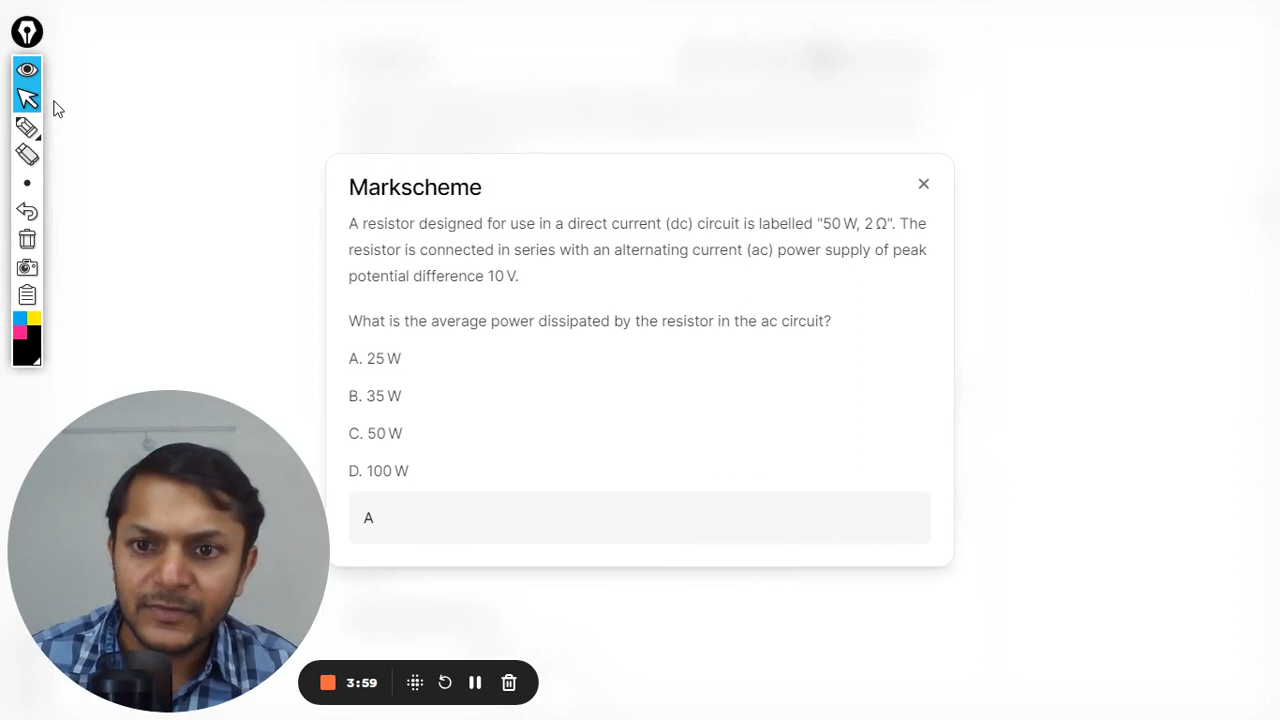 Markscheme
A resistor designed for use in a direct current (dc) circuit is labelled "50 W, 2 Ω". The
resistor is connected in series with an alternating current (ac) power supply of peak
potential difference 10 V.
What is the average power dissipated by the resistor in the ac circuit?
A. 25 W
B. 35 W
C. 50 W
D. 100 W
A
3:59